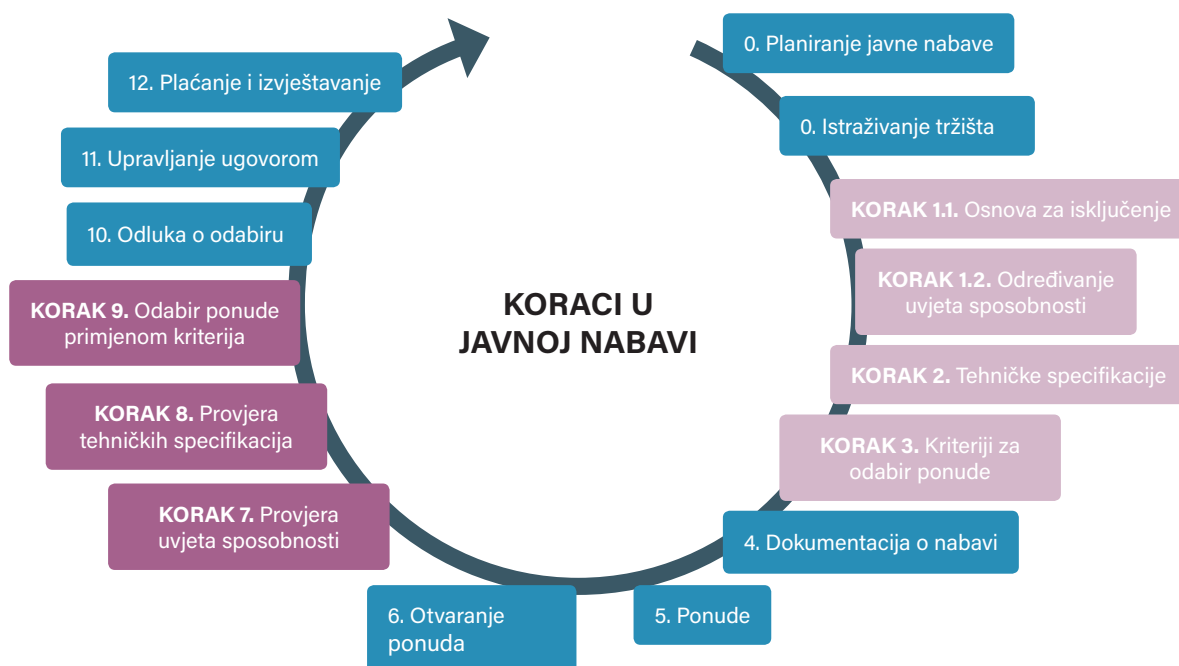 KORACI U
JAVNOJ NABAVI
0. Planiranje javne nabave
0. Istraživanje tržišta
KORAK 1.1. Osnova za isključenje
KORAK 1.2. Određivanje
uvjeta sposobnosti
KORAK 2. Tehničke specifikacije
KORAK 3. Kriteriji za
odabir ponude
4. Dokumentacija o nabavi
5. Ponude
6. Otvaranje
ponuda
KORAK 7. Provjera
uvjeta sposobnosti
KORAK 8. Provjera
tehničkih specifikacija
KORAK 9. Odabir ponude
primjenom kriterija
10. Odluka o odabiru
11. Upravljanje ugovorom
12. Plaćanje i izvještavanje